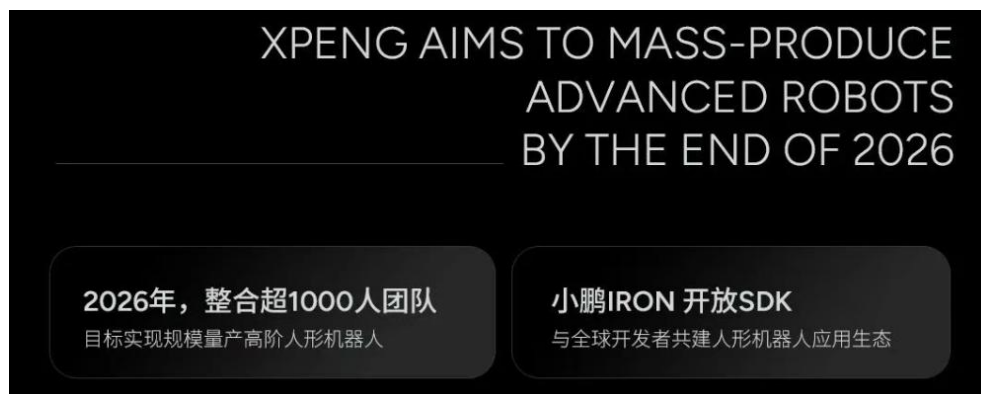 XPENG AIMS TO MASS-PRODUCE
ADVANCED ROBOTS
BY THE END OF 2026
2026年，整合超1000人团队
目标实现规模量产高阶人形机器人
小鹏IRON 开放SDK
与全球开发者共建人形机器人应用生态